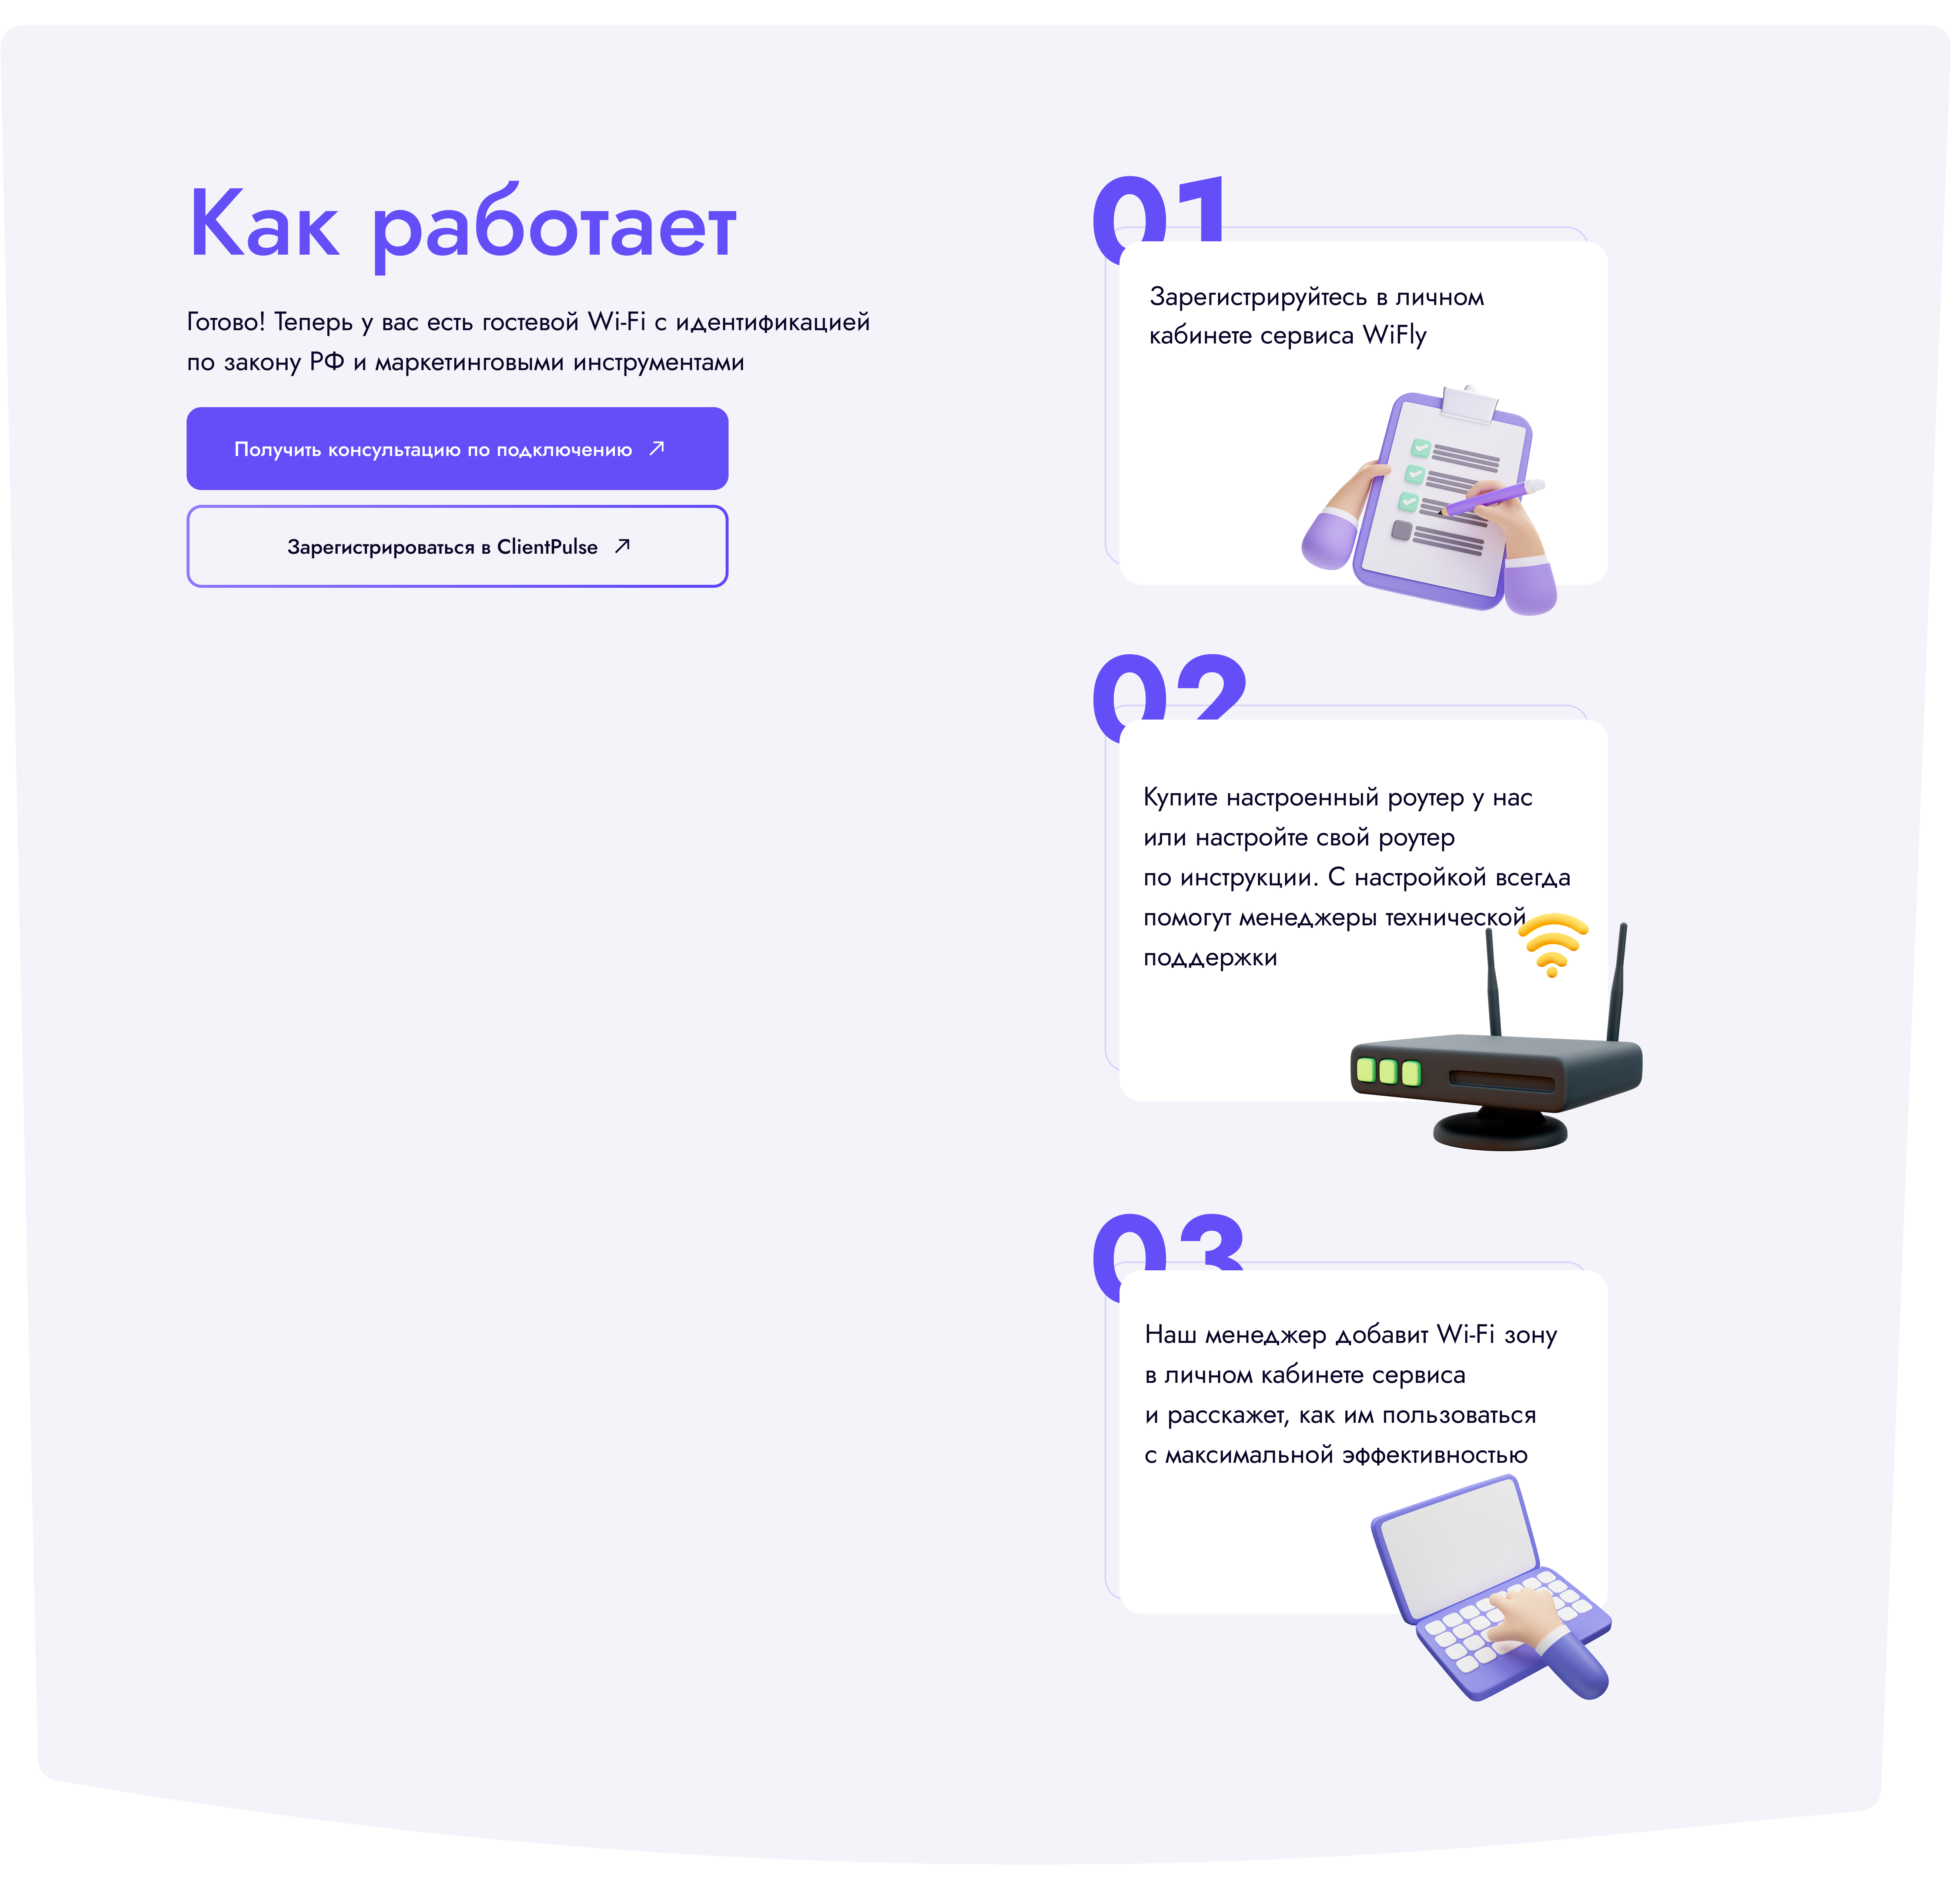 Как работает
Готово! Теперь у вас есть гостевой Wi-Fi с идентификацией
по закону РФ и маркетинговыми инструментами
Получить консультацию по подключению
Зарегистрироваться в ClientPulse
01
Зарегистрируйтесь в личном
кабинете сервиса WiFly
02
Купите настроенный роутер у нас
или настройте свой роутер
по инструкции. С настройкой всегда
помогут менеджеры технической
поддержки
03
Наш менеджер добавит Wi-Fi зону
в личном кабинете сервиса
и расскажет, как им пользоваться
с максимальной эффективностью